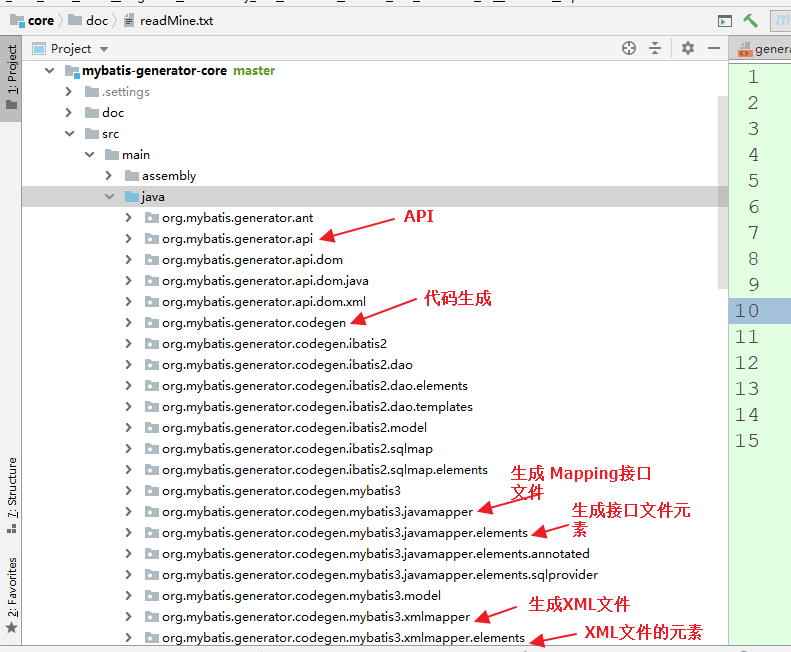 core doc readMine.txt
Project
genera
1: Project
mybatis-generator-core master
.settings
doc
src
main
assembly
java
org.mybatis.generator.ant
org.mybatis.generator.api
API
org.mybatis.generator.api.dom
org.mybatis.generator.api.dom.java
org.mybatis.generator.api.dom.xml
代码生成
org.mybatis.generator.codegen
org.mybatis.generator.codegen.ibatis2
org.mybatis.generator.codegen.ibatis2.dao
org.mybatis.generator.codegen.ibatis2.dao.elements
org.mybatis.generator.codegen.ibatis2.dao.templates
org.mybatis.generator.codegen.ibatis2.model
org.mybatis.generator.codegen.ibatis2.sqlmap
org.mybatis.generator.codegen.ibatis2.sqlmap.elements
org.mybatis.generator.codegen.mybatis3
生成 Mapping接口
文件
org.mybatis.generator.codegen.mybatis3.javamapper
生成接口文件元
素
org.mybatis.generator.codegen.mybatis3.javamapper.elements
org.mybatis.generator.codegen.mybatis3.javamapper.elements.annotated
org.mybatis.generator.codegen.mybatis3.javamapper.elements.sqlprovider
org.mybatis.generator.codegen.mybatis3.model
生成XML文件
org.mybatis.generator.codegen.mybatis3.xmlmapper
XML文件的元素
org.mybatis.generator.codegen.mybatis3.xmlmapper.elements
7: Structure
2: Favorites
1
2
3
4
5
6
7
8
9
10
11
12
13
14
15